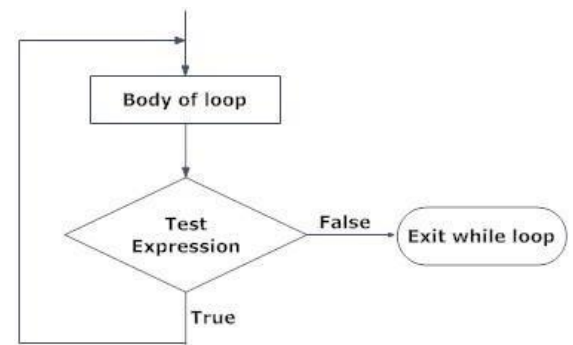 Body of loop
Test
Expression
False
Exit while loop
True